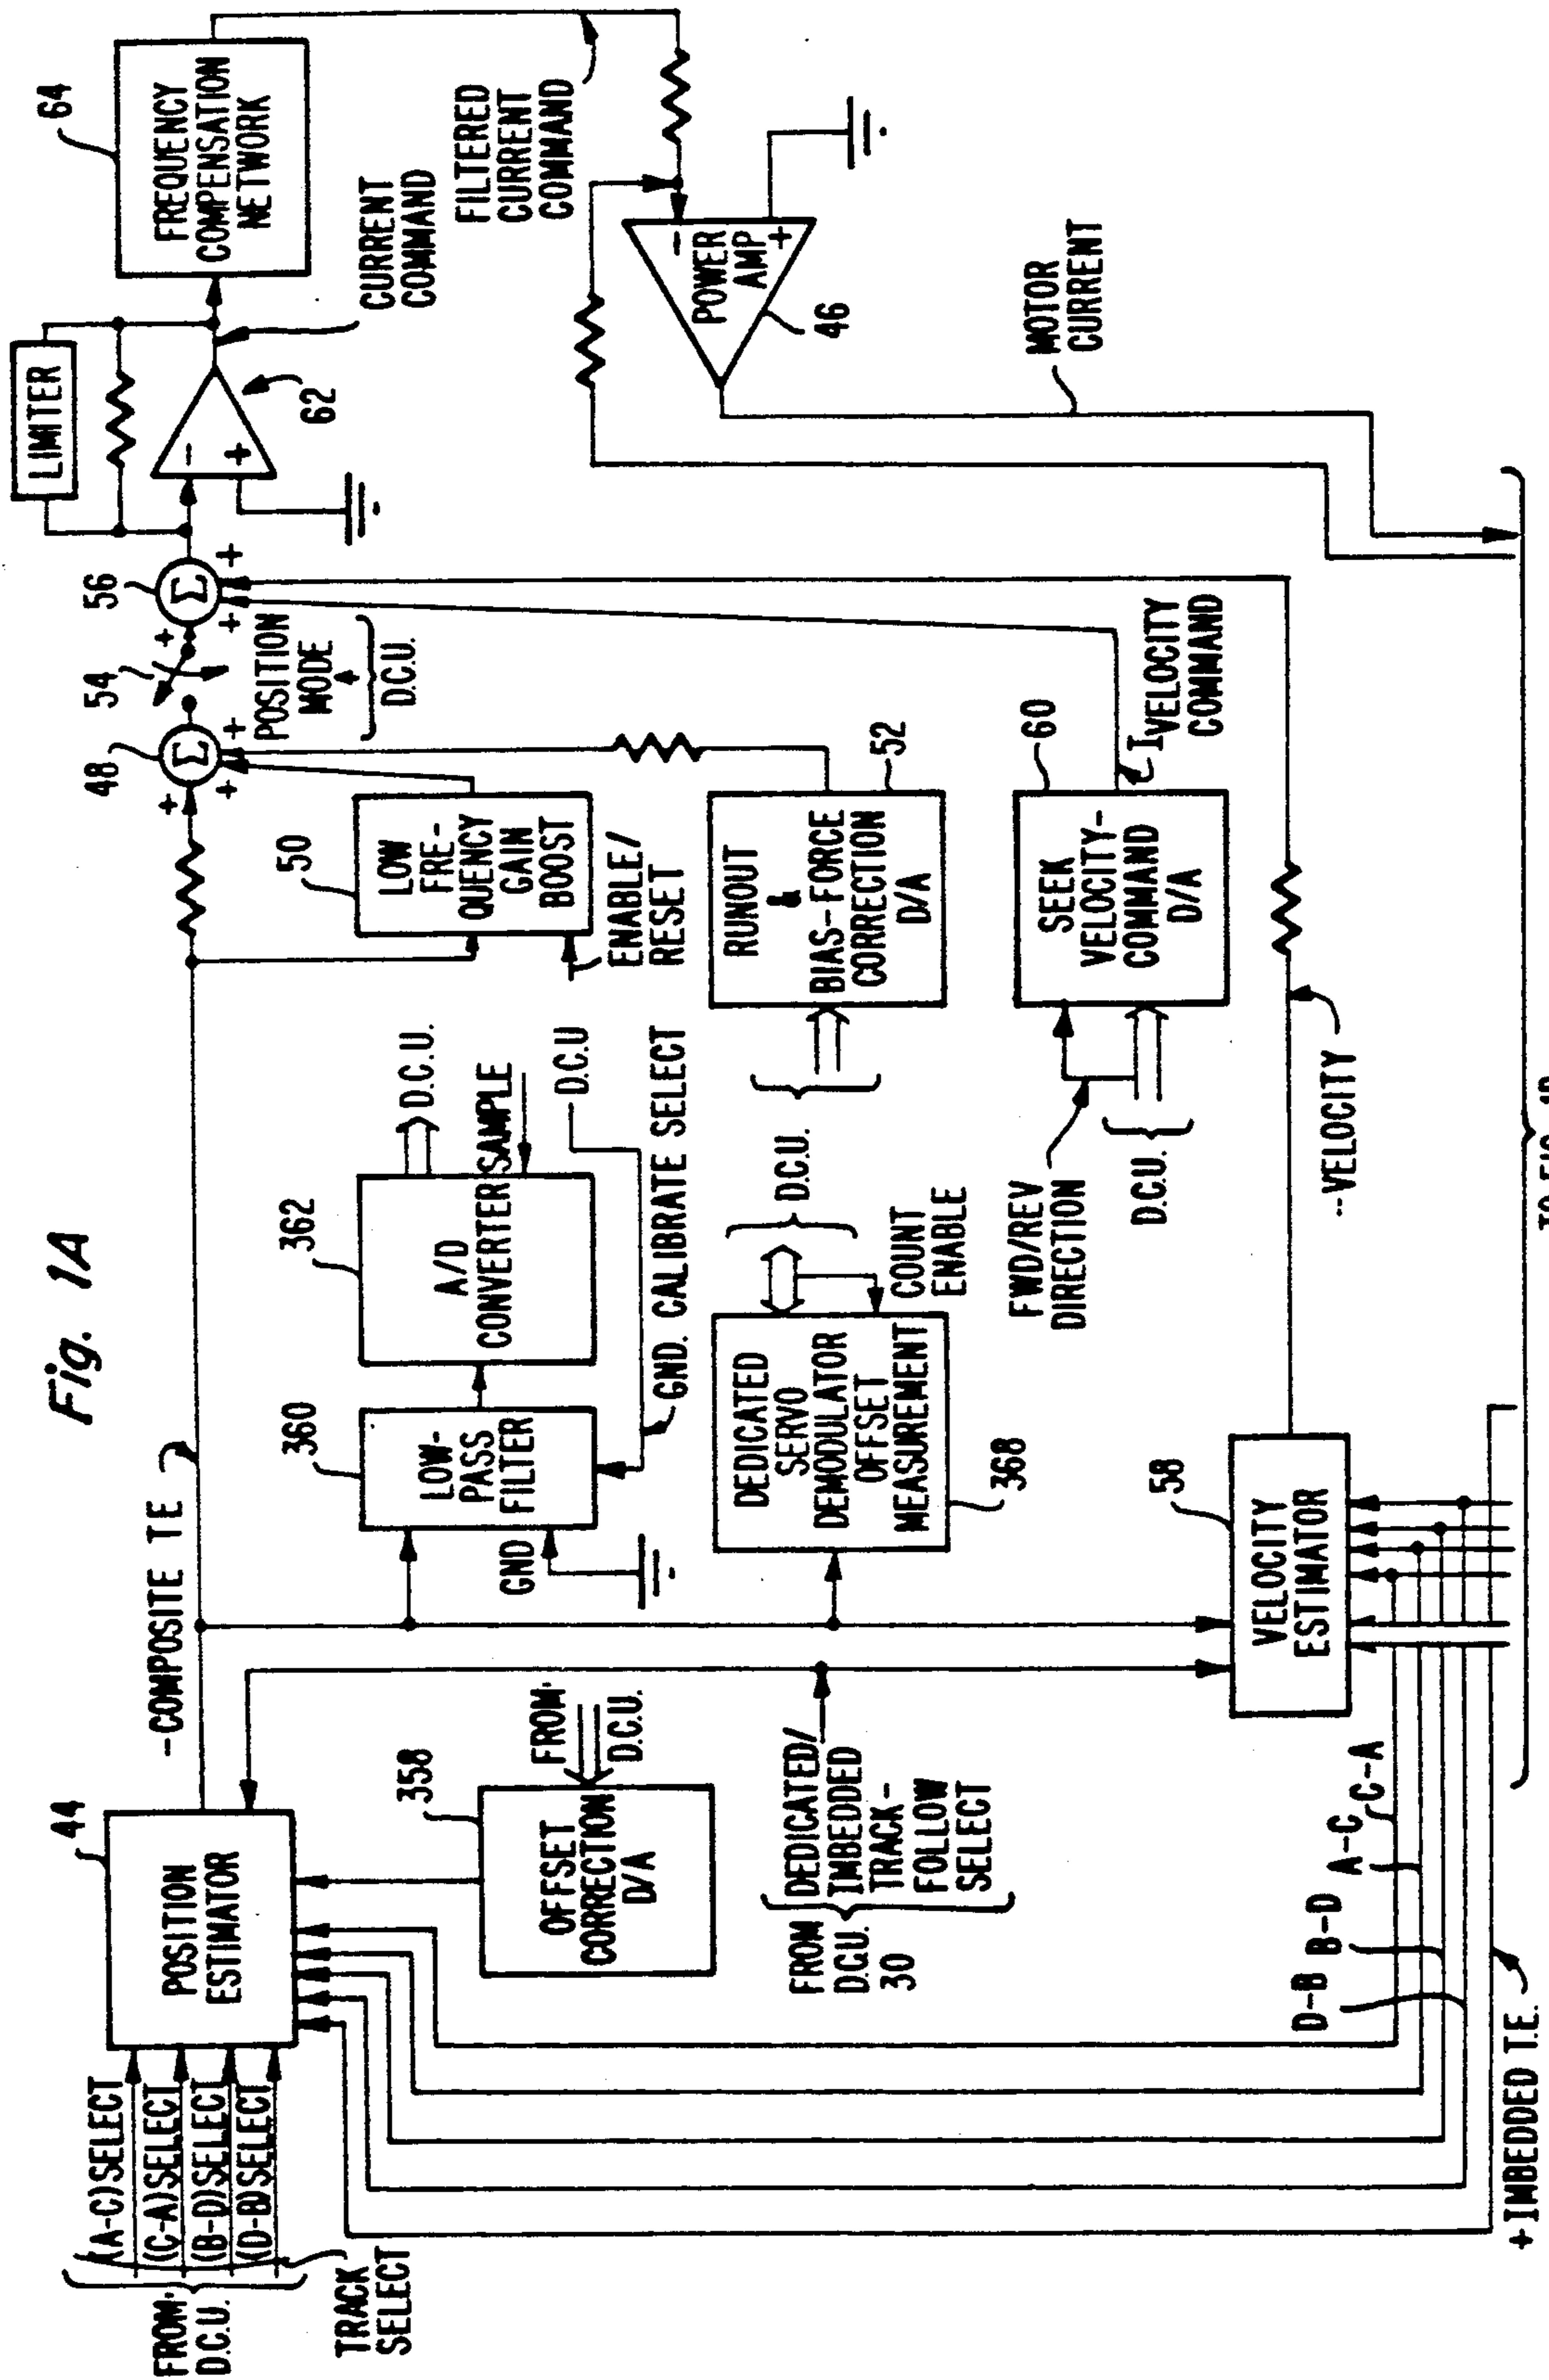 Fig. 1A
FROM
D.C.U.
(A-C) SELECT
(C-A) SELECT
(B-D) SELECT
(D-B) SELECT
TRACK
SELECT
44
POSITION
ESTIMATOR
-COMPOSITE TE
358
OFFSET
CORRECTION
D/A
FROM
D.C.U.
FROM
D.C.U.
30
DEDICATED/
IMBEDDED
TRACK-
FOLLOW
SELECT
D-B
B-D
A-C
C-A
+IMBEDDED T.E.
360
LOW-
PASS
FILTER
GND
362
A/D
CONVERTER
SAMPLE
D.C.U.
D.C.U
GND. CALIBRATE SELECT
DEDICATED
SERVO
DEMODULATOR
OFFSET
MEASUREMENT
368
D.C.U.
COUNT
ENABLE
58
VELOCITY
ESTIMATOR
--VELOCITY
50
LOW
FRE-
QUENCY
GAIN
BOOST
ENABLE/
RESET
RUNOUT
&
BIAS-FORCE
CORRECTION
D/A
52
FWD/REV
DIRECTION
D.C.U.
SEEK
VELOCITY-
COMMAND
D/A
60
I VELOCITY
COMMAND
48
Σ
+
+
+
54
POSITION
MODE
D.C.U.
56
Σ
+
+
+
LIMITER
-
+
62
CURRENT
COMMAND
64
FREQUENCY
COMPENSATION
NETWORK
FILTERED
CURRENT
COMMAND
-
POWER
AMP
+
46
MOTOR
CURRENT